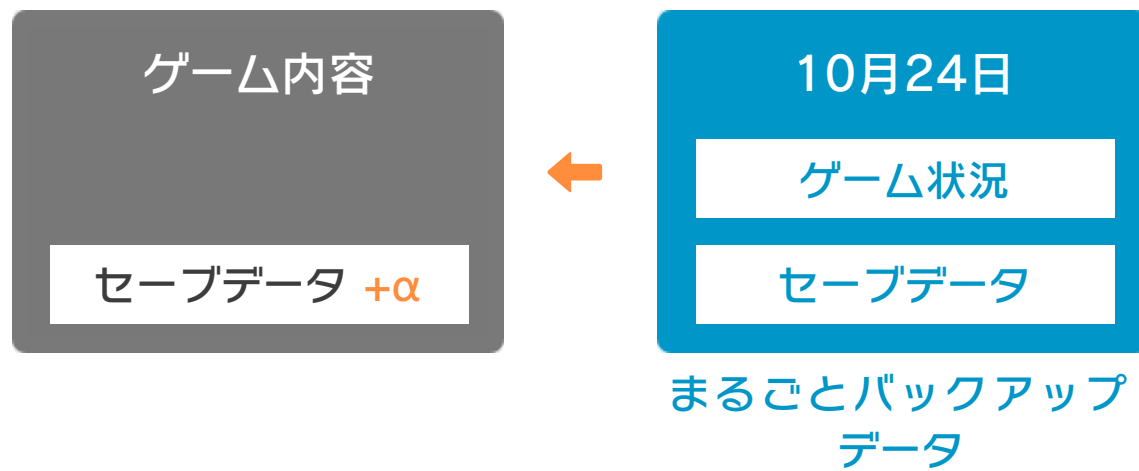 ゲーム内容
セーブデータ +α
10月24日
ゲーム状況
セーブデータ
まるごとバックアップ
データ